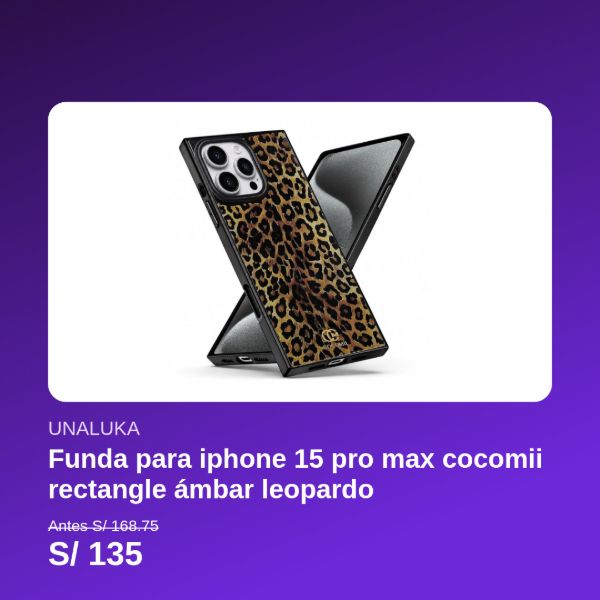 UNALUKA
Funda para iphone 15 pro max cocomii
rectangle ámbar leopardo
Antes S/ 168.75
S/ 135